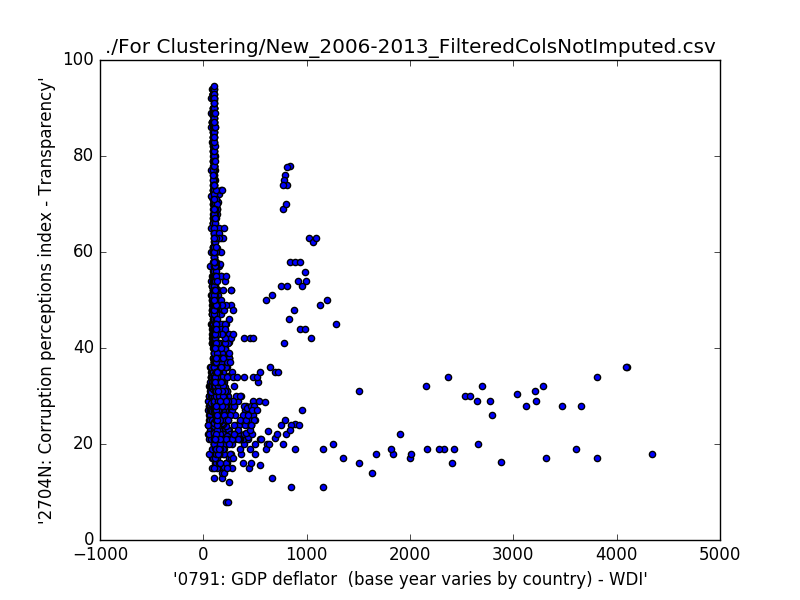 ./For Clustering/New_2006-2013_FilteredColsNotImputed.csv
100
80
60
40
20
0
'2704N: Corruption perceptions index - Transparency'
−1000 0 1000 2000 3000 4000 5000
'0791: GDP deflator  (base year varies by country) - WDI'